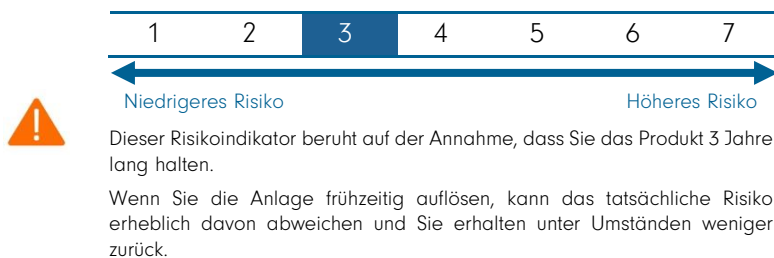 1 2 3 4 5 6 7
Niedrigeres Risiko Höheres Risiko
Dieser Risikoindikator beruht auf der Annahme, dass Sie das Produkt 3 Jahre
lang halten.
Wenn Sie die Anlage frühzeitig auflösen, kann das tatsächliche Risiko
erheblich davon abweichen und Sie erhalten unter Umständen weniger
zurück.